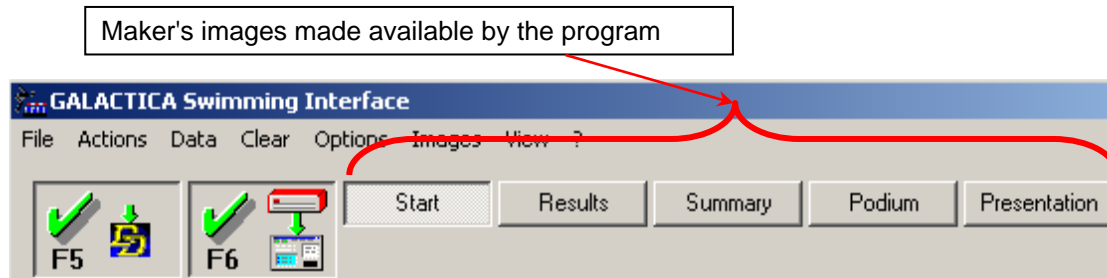 Maker's images made available by the program
GALACTICA Swimming Interface
File Actions Data Clear Options Images View ?
Start Results Summary Podium Presentation
F5 F6